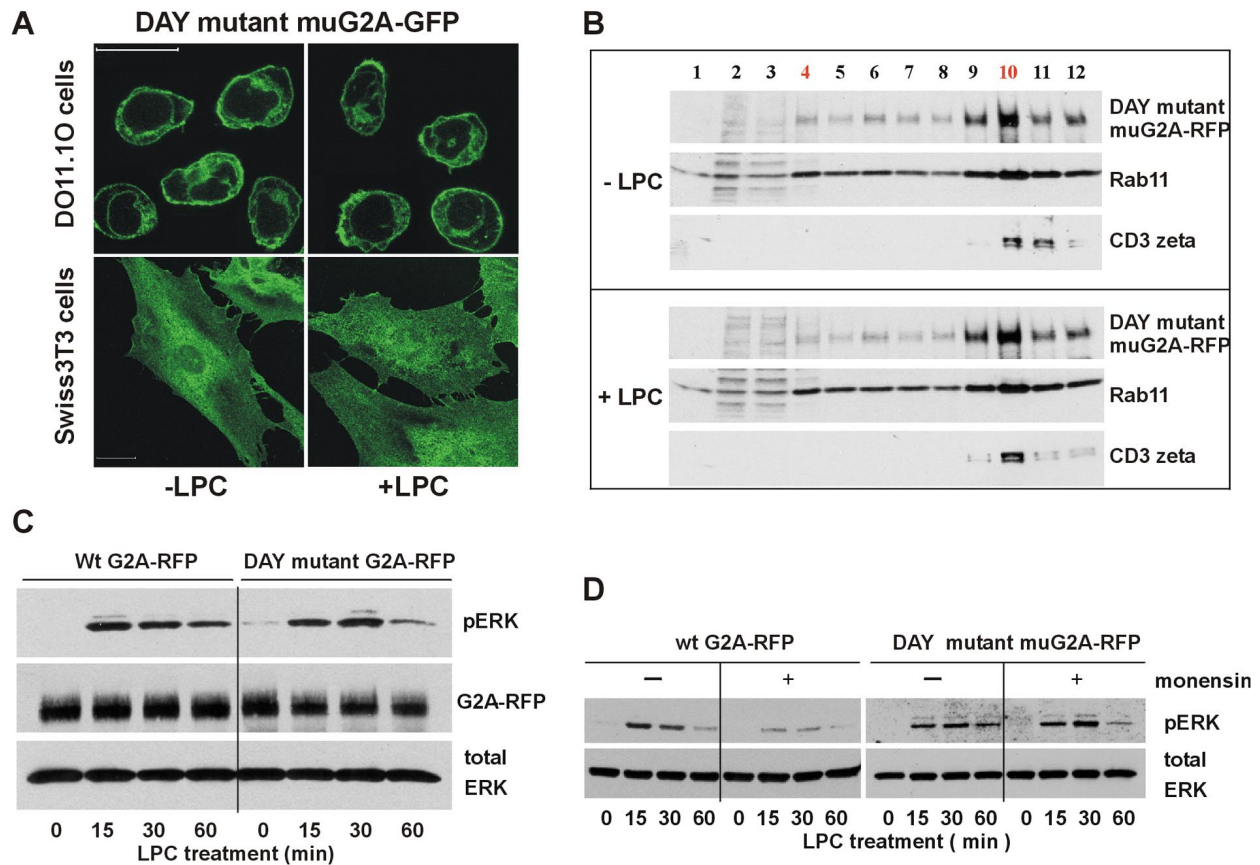 A
DAY mutant muG2A-GFP
DO11.1O cells
Swiss3T3 cells
-LPC
+LPC
B
1 2 3 4 5 6 7 8 9 10 11 12
- LPC
DAY mutant
muG2A-RFP
Rab11
CD3 zeta
+ LPC
DAY mutant
muG2A-RFP
Rab11
CD3 zeta
C
Wt G2A-RFP DAY mutant G2A-RFP
pERK
G2A-RFP
total
ERK
0 15 30 60 0 15 30 60
LPC treatment (min)
D
wt G2A-RFP DAY mutant muG2A-RFP
− + − + monensin
pERK
total
ERK
0 15 30 60 0 15 30 60 0 15 30 60 0 15 30 60
LPC treatment ( min)